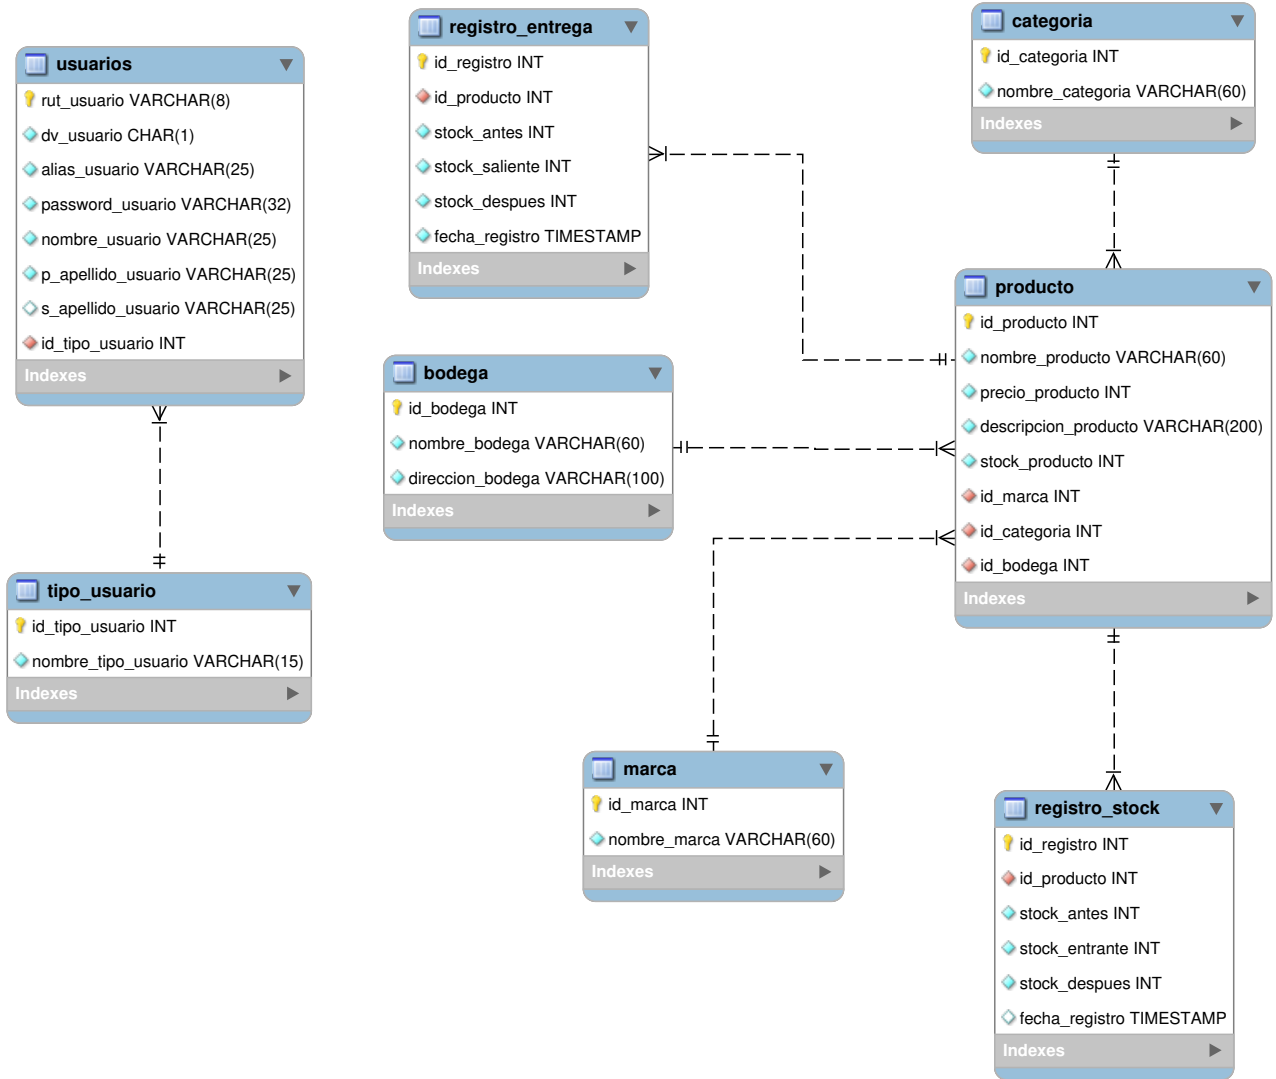 usuarios
rut_usuario VARCHAR(8)
dv_usuario CHAR(1)
alias_usuario VARCHAR(25)
password_usuario VARCHAR(32)
nombre_usuario VARCHAR(25)
p_apellido_usuario VARCHAR(25)
s_apellido_usuario VARCHAR(25)
id_tipo_usuario INT
Indexes
tipo_usuario
id_tipo_usuario INT
nombre_tipo_usuario VARCHAR(15)
Indexes
registro_entrega
id_registro INT
id_producto INT
stock_antes INT
stock_saliente INT
stock_despues INT
fecha_registro TIMESTAMP
Indexes
bodega
id_bodega INT
nombre_bodega VARCHAR(60)
direccion_bodega VARCHAR(100)
Indexes
marca
id_marca INT
nombre_marca VARCHAR(60)
Indexes
categoria
id_categoria INT
nombre_categoria VARCHAR(60)
Indexes
producto
id_producto INT
nombre_producto VARCHAR(60)
precio_producto INT
descripcion_producto VARCHAR(200)
stock_producto INT
id_marca INT
id_categoria INT
id_bodega INT
Indexes
registro_stock
id_registro INT
id_producto INT
stock_antes INT
stock_entrante INT
stock_despues INT
fecha_registro TIMESTAMP
Indexes